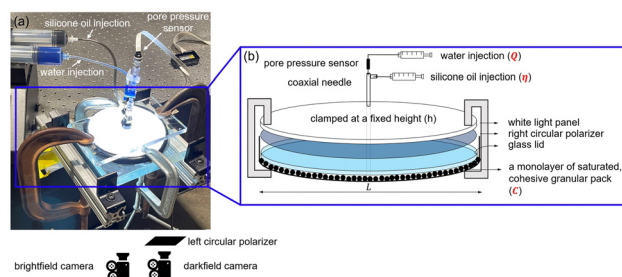 (a)
pore pressure
sensor
silicone oil injection
water injection
(b)
water injection (Q)
pore pressure sensor
silicone oil injection (η)
coaxial needle
clamped at a fixed height (h)
white light panel
right circular polarizer
glass lid
a monolayer of saturated,
cohesive granular pack
(C)
L
left circular polarizer
brightfield camera
darkfield camera